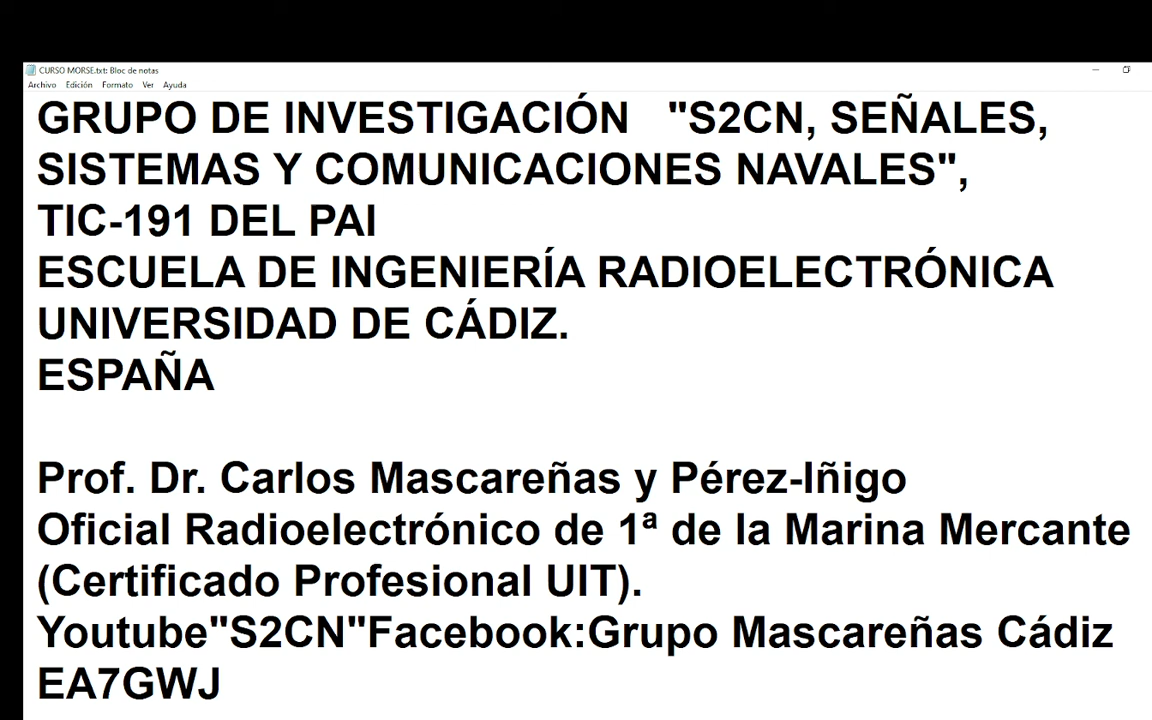 CURSO MORSE.txt: Bloc de notas
Archivo Edición Formato Ver Ayuda
GRUPO DE INVESTIGACIÓN "S2CN, SEÑALES,
SISTEMAS Y COMUNICACIONES NAVALES",
TIC-191 DEL PAI
ESCUELA DE INGENIERÍA RADIOELECTRÓNICA
UNIVERSIDAD DE CÁDIZ.
ESPAÑA
Prof. Dr. Carlos Mascareñas y Pérez-Iñigo
Oficial Radioelectrónico de 1ª de la Marina Mercante
(Certificado Profesional UIT).
Youtube"S2CN"Facebook:Grupo Mascareñas Cádiz
EA7GWJ